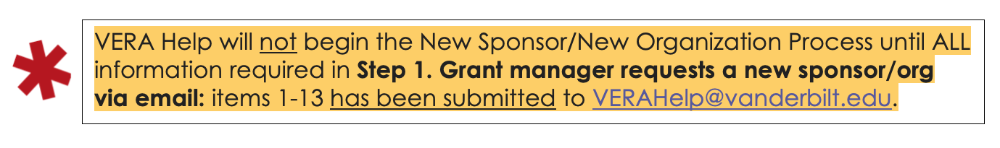 VERA Help will not begin the New Sponsor/New Organization Process until ALL
information required in Step 1. Grant manager requests a new sponsor/org
via email: items 1-13 has been submitted to VERAHelp@vanderbilt.edu.